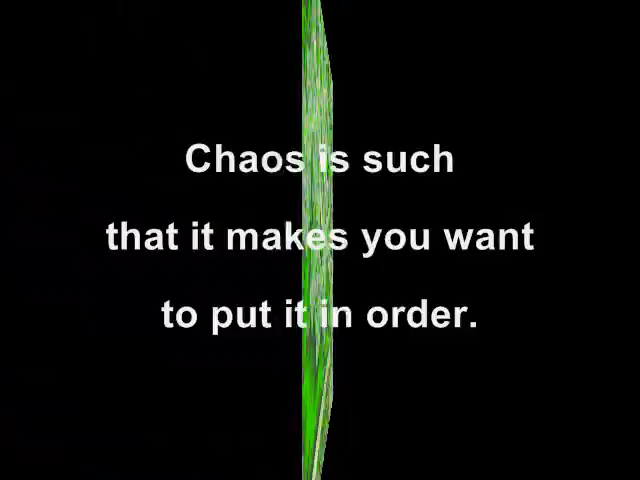 Chaos is such
that it makes you want
to put it in order.